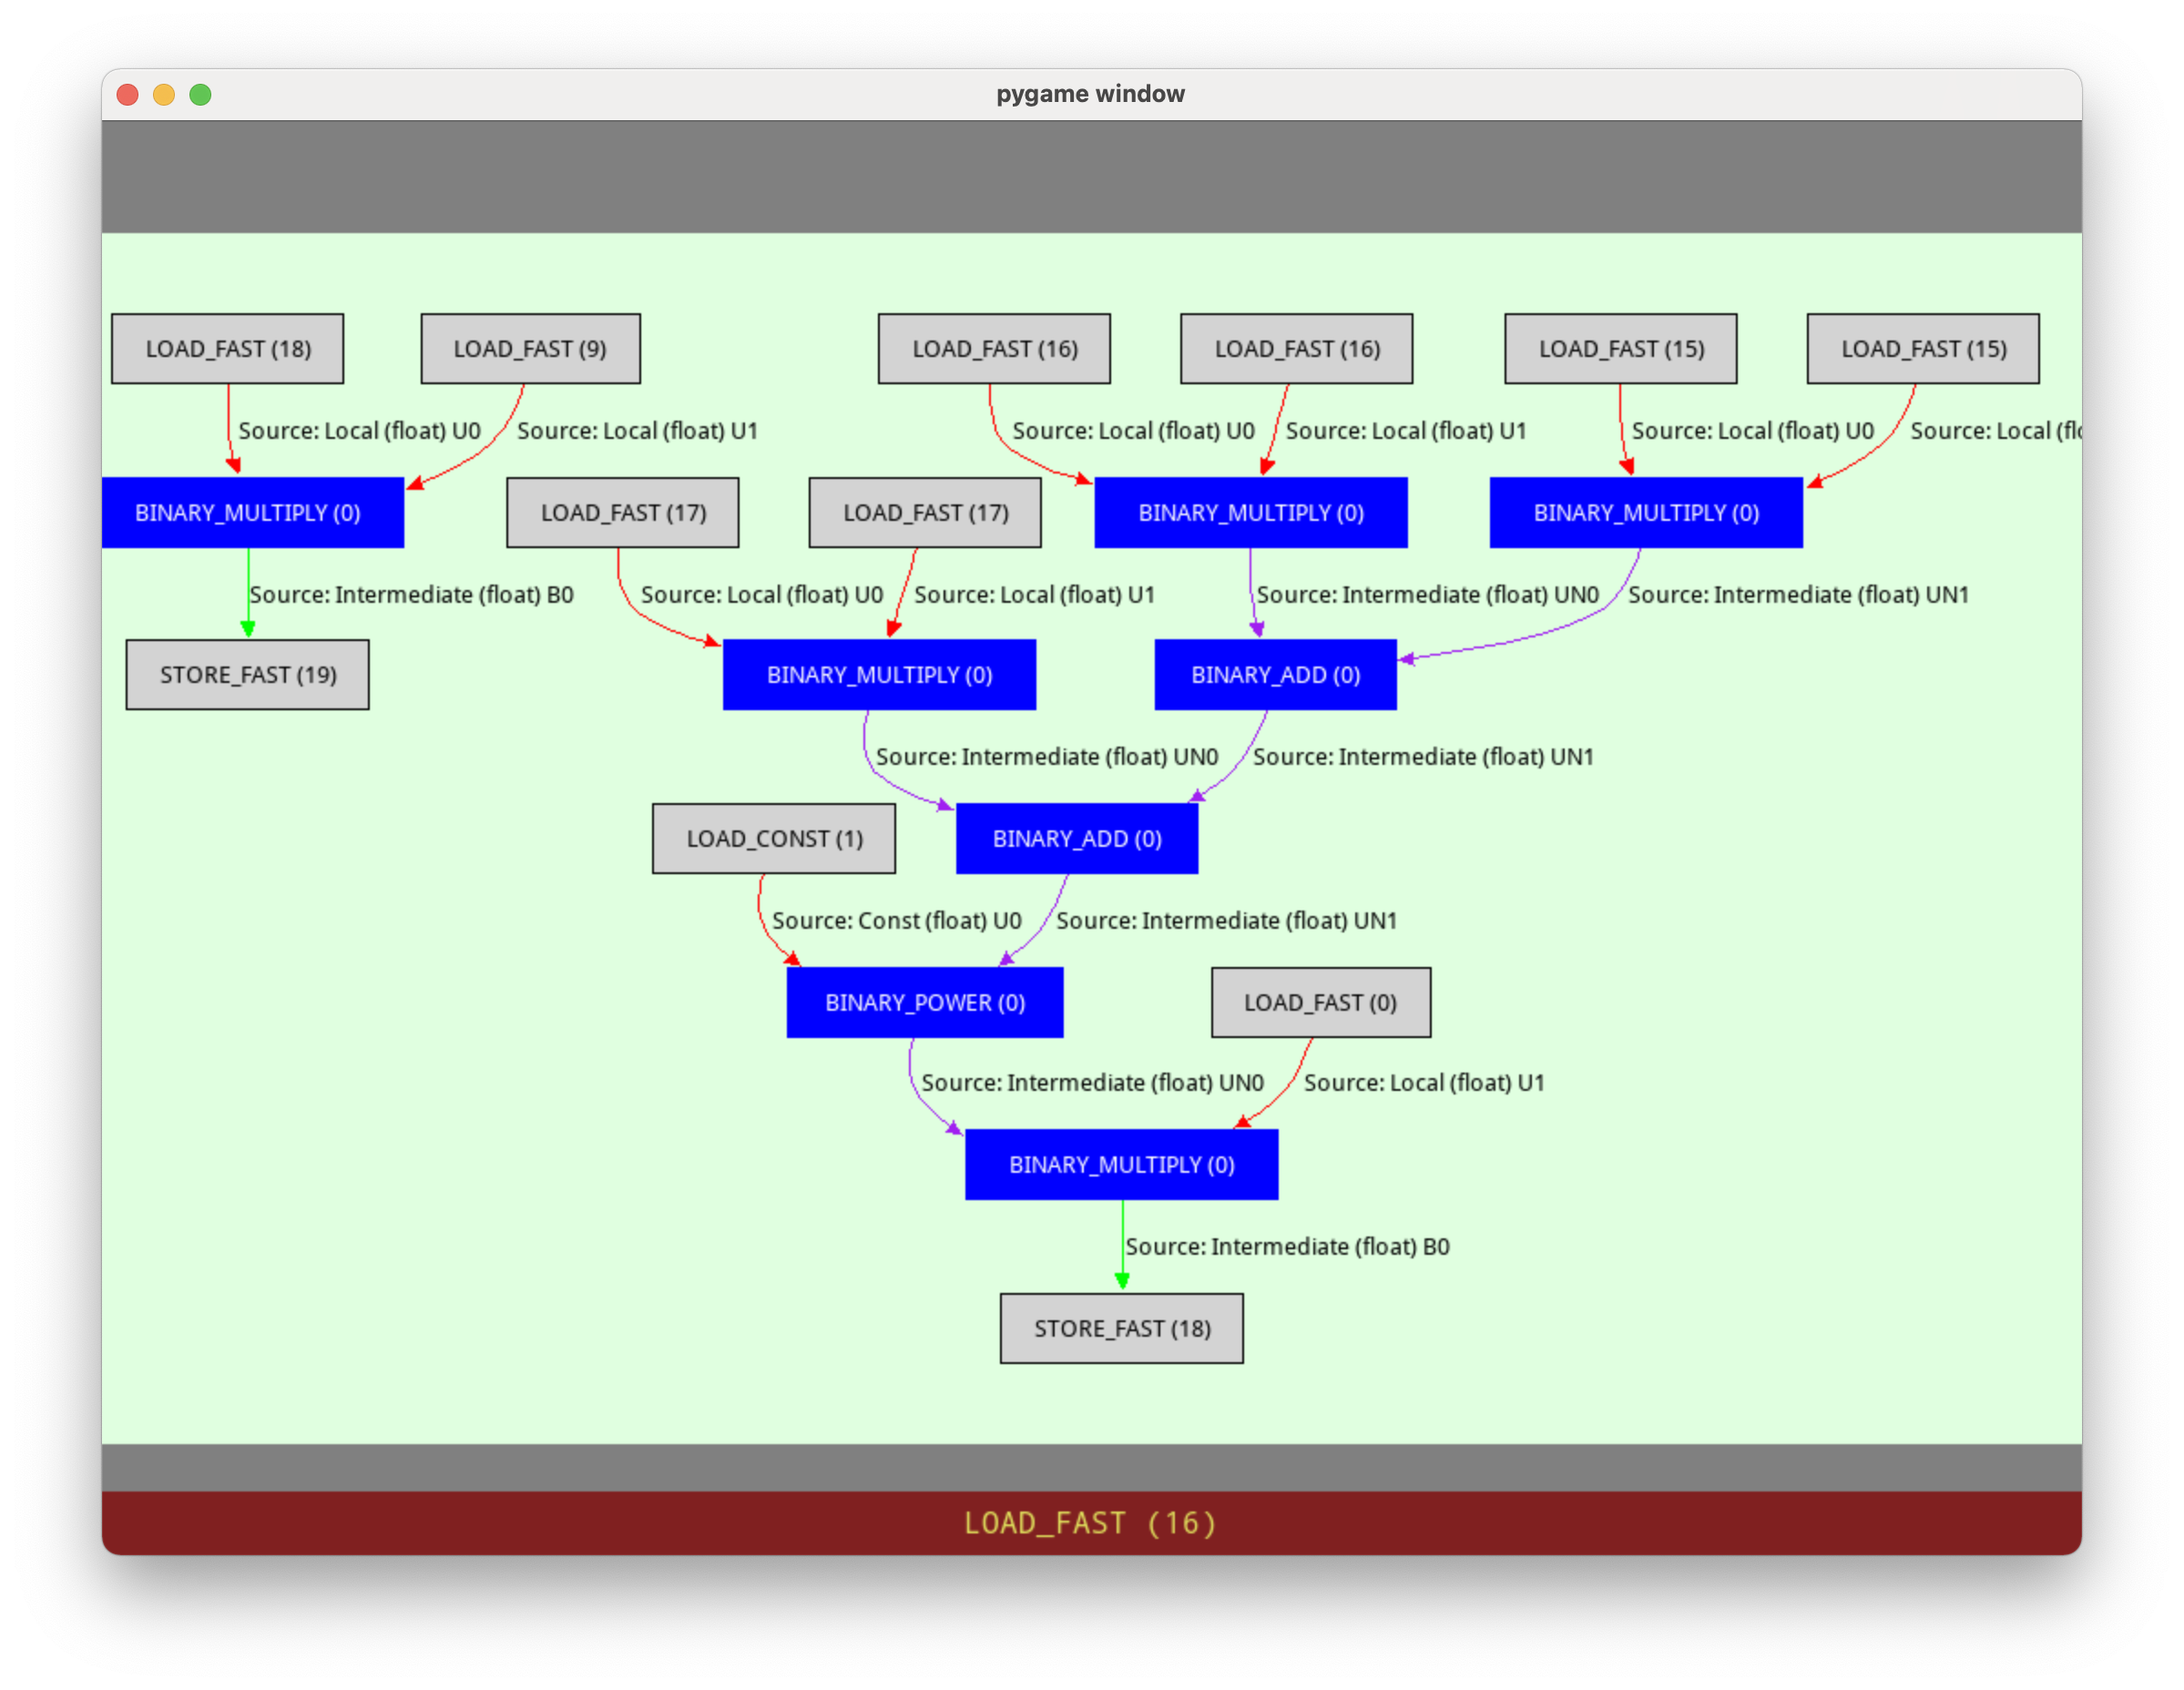 pygame window
LOAD_FAST (18)
LOAD_FAST (9)
LOAD_FAST (16)
LOAD_FAST (16)
LOAD_FAST (15)
LOAD_FAST (15)
Source: Local (float) U0
Source: Local (float) U1
Source: Local (float) U0
Source: Local (float) U1
Source: Local (float) U0
Source: Local (flo
BINARY_MULTIPLY (0)
LOAD_FAST (17)
LOAD_FAST (17)
BINARY_MULTIPLY (0)
BINARY_MULTIPLY (0)
Source: Intermediate (float) B0
Source: Local (float) U0
Source: Local (float) U1
Source: Intermediate (float) UN0
Source: Intermediate (float) UN1
STORE_FAST (19)
BINARY_MULTIPLY (0)
BINARY_ADD (0)
Source: Intermediate (float) UN0
Source: Intermediate (float) UN1
LOAD_CONST (1)
BINARY_ADD (0)
Source: Const (float) U0
Source: Intermediate (float) UN1
BINARY_POWER (0)
LOAD_FAST (0)
Source: Intermediate (float) UN0
Source: Local (float) U1
BINARY_MULTIPLY (0)
Source: Intermediate (float) B0
STORE_FAST (18)
LOAD_FAST (16)